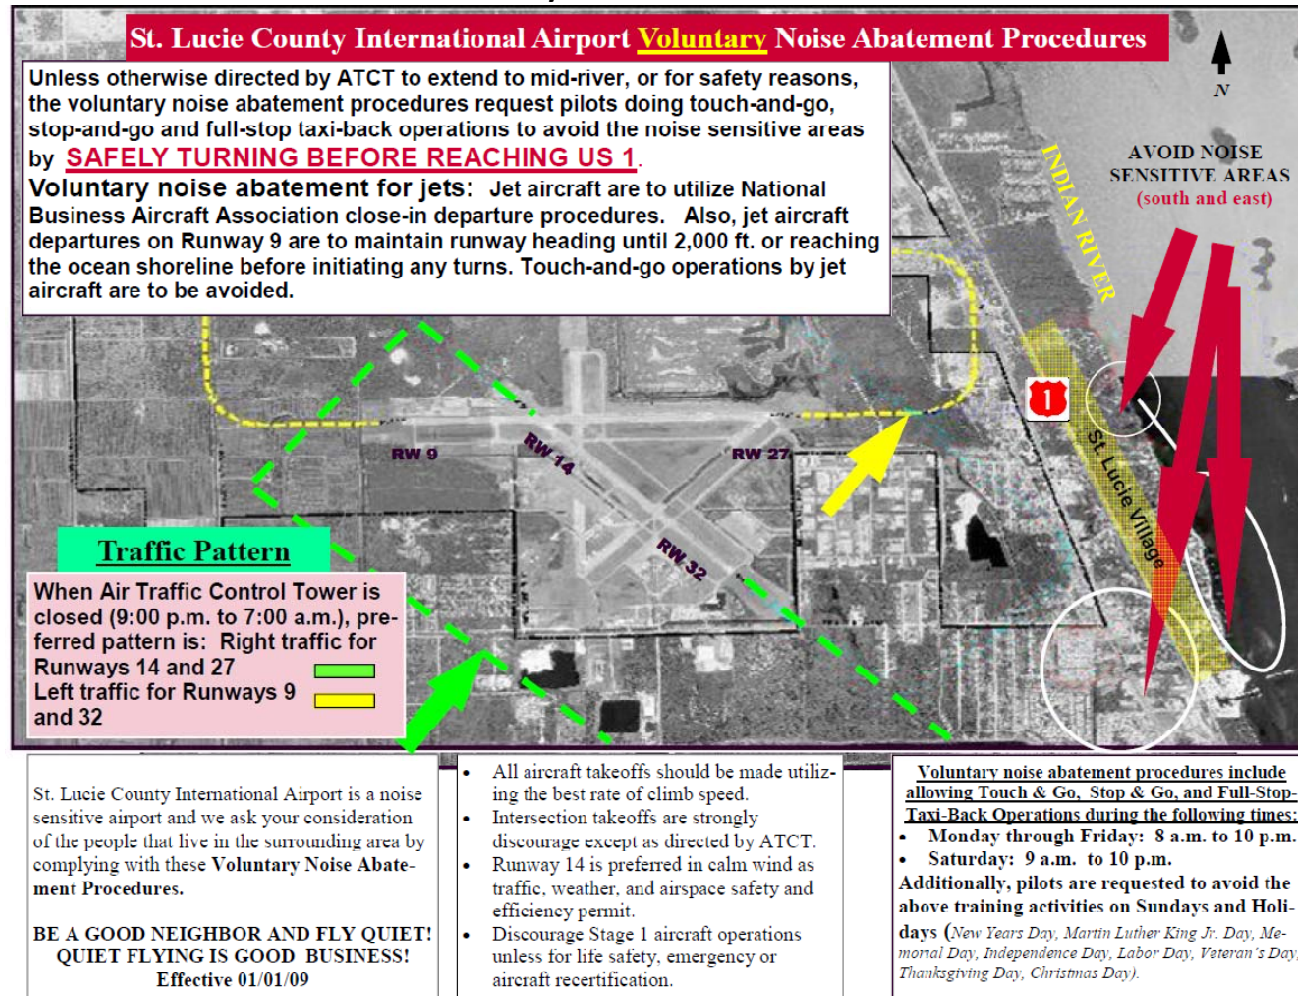 St. Lucie County International Airport Voluntary Noise Abatement Procedures
Unless otherwise directed by ATCT to extend to mid-river, or for safety reasons,
the voluntary noise abatement procedures request pilots doing touch-and-go,
stop-and-go and full-stop taxi-back operations to avoid the noise sensitive areas
by SAFELY TURNING BEFORE REACHING US 1.
Voluntary noise abatement for jets: Jet aircraft are to utilize National
Business Aircraft Association close-in departure procedures. Also, jet aircraft
departures on Runway 9 are to maintain runway heading until 2,000 ft. or reaching
the ocean shoreline before initiating any turns. Touch-and-go operations by jet
aircraft are to be avoided.
N
AVOID NOISE
SENSITIVE AREAS
(south and east)
INDIAN RIVER
1
St. Lucie Village
RW 9
RW 14
RW 27
RW 32
Traffic Pattern
When Air Traffic Control Tower is
closed (9:00 p.m. to 7:00 a.m.), pre-
ferred pattern is: Right traffic for
Runways 14 and 27
Left traffic for Runways 9
and 32
St. Lucie County International Airport is a noise
sensitive airport and we ask your consideration
of the people that live in the surrounding area by
complying with these Voluntary Noise Abate-
ment Procedures.
BE A GOOD NEIGHBOR AND FLY QUIET!
QUIET FLYING IS GOOD BUSINESS!
Effective 01/01/09
• All aircraft takeoffs should be made utiliz-
ing the best rate of climb speed.
• Intersection takeoffs are strongly
discourage except as directed by ATCT.
• Runway 14 is preferred in calm wind as
traffic, weather, and airspace safety and
efficiency permit.
• Discourage Stage 1 aircraft operations
unless for life safety, emergency or
aircraft recertification.
Voluntary noise abatement procedures include
allowing Touch & Go, Stop & Go, and Full-Stop-
Taxi-Back Operations during the following times:
• Monday through Friday: 8 a.m. to 10 p.m.
• Saturday: 9 a.m. to 10 p.m.
Additionally, pilots are requested to avoid the
above training activities on Sundays and Holi-
days (New Years Day, Martin Luther King Jr. Day, Me-
morial Day, Independence Day, Labor Day, Veteran's Day,
Thanksgiving Day, Christmas Day).